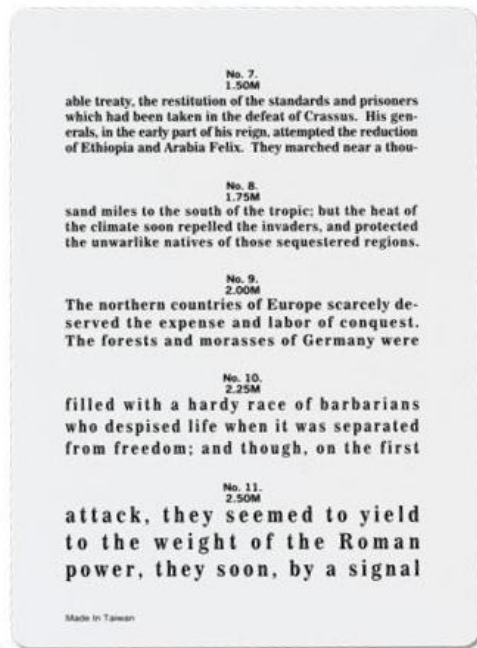 No. 7.
1.50M
able treaty, the restitution of the standards and prisoners
which had been taken in the defeat of Crassus. His gen-
erals, in the early part of his reign, attempted the reduction
of Ethiopia and Arabia Felix. They marched near a thou-
No. 8.
1.75M
sand miles to the south of the tropic; but the heat of
the climate soon repelled the invaders, and protected
the unwarlike natives of those sequestered regions.
No. 9.
2.00M
The northern countries of Europe scarcely de-
served the expense and labor of conquest.
The forests and morasses of Germany were
No. 10.
2.25M
filled with a hardy race of barbarians
who despised life when it was separated
from freedom; and though, on the first
No. 11.
2.50M
attack, they seemed to yield
to the weight of the Roman
power, they soon, by a signal
Made In Taiwan